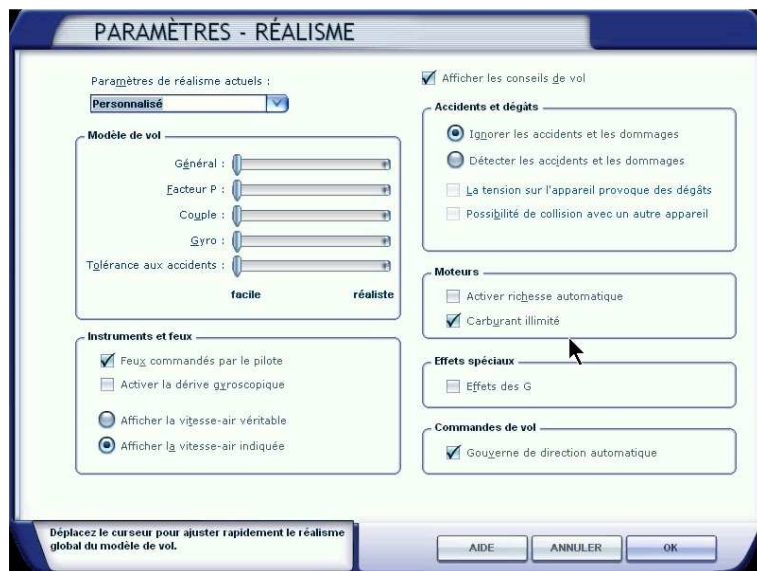 PARAMÈTRES - RÉALISME
Paramètres de réalisme actuels :
Personnalisé
Modèle de vol
Général :
Facteur P :
Couple :
Gyro :
Tolérance aux accidents :
facile
réaliste
Instruments et feux
Feux commandés par le pilote
Activer la dérive gyroscopique
Afficher la vitesse-air véritable
Afficher la vitesse-air indiquée
Afficher les conseils de vol
Accidents et dégâts
Ignorer les accidents et les dommages
Détecter les accidents et les dommages
La tension sur l'appareil provoque des dégâts
Possibilité de collision avec un autre appareil
Moteurs
Activer richesse automatique
Carburant illimité
Effets spéciaux
Effets des G
Commandes de vol
Gouverne de direction automatique
Déplacez le curseur pour ajuster rapidement le réalisme
global du modèle de vol.
AIDE
ANNULER
OK